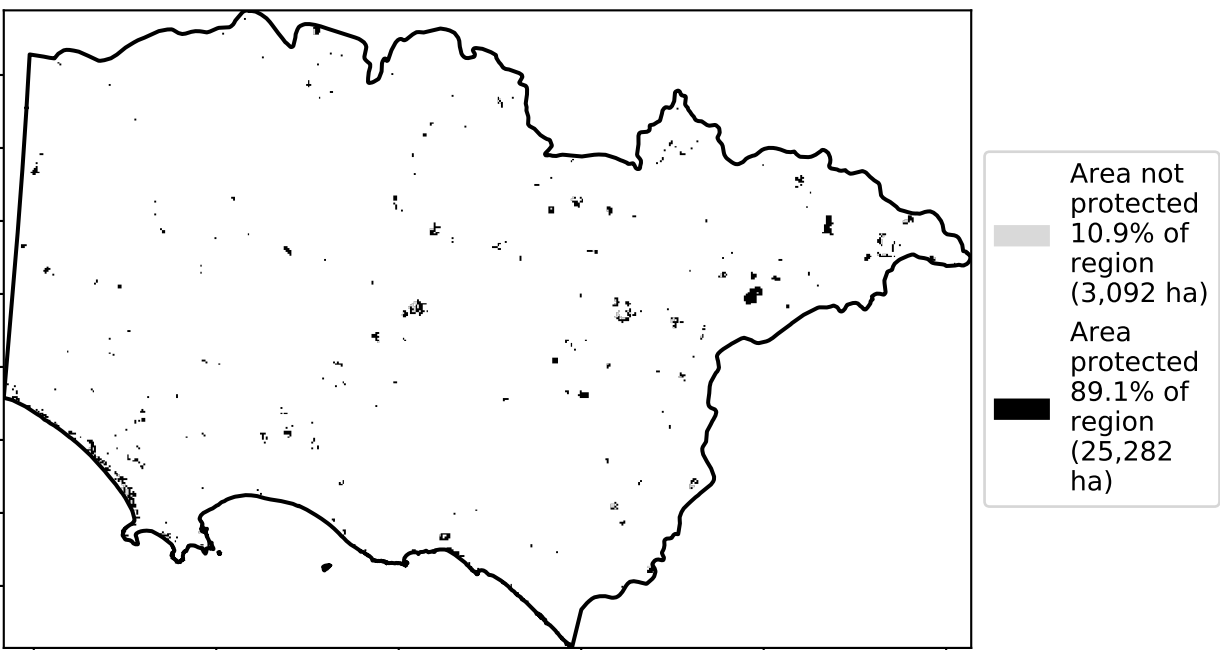 Area not
protected
10.9% of
region
(3,092 ha)
Area
protected
89.1% of
region
(25,282
ha)